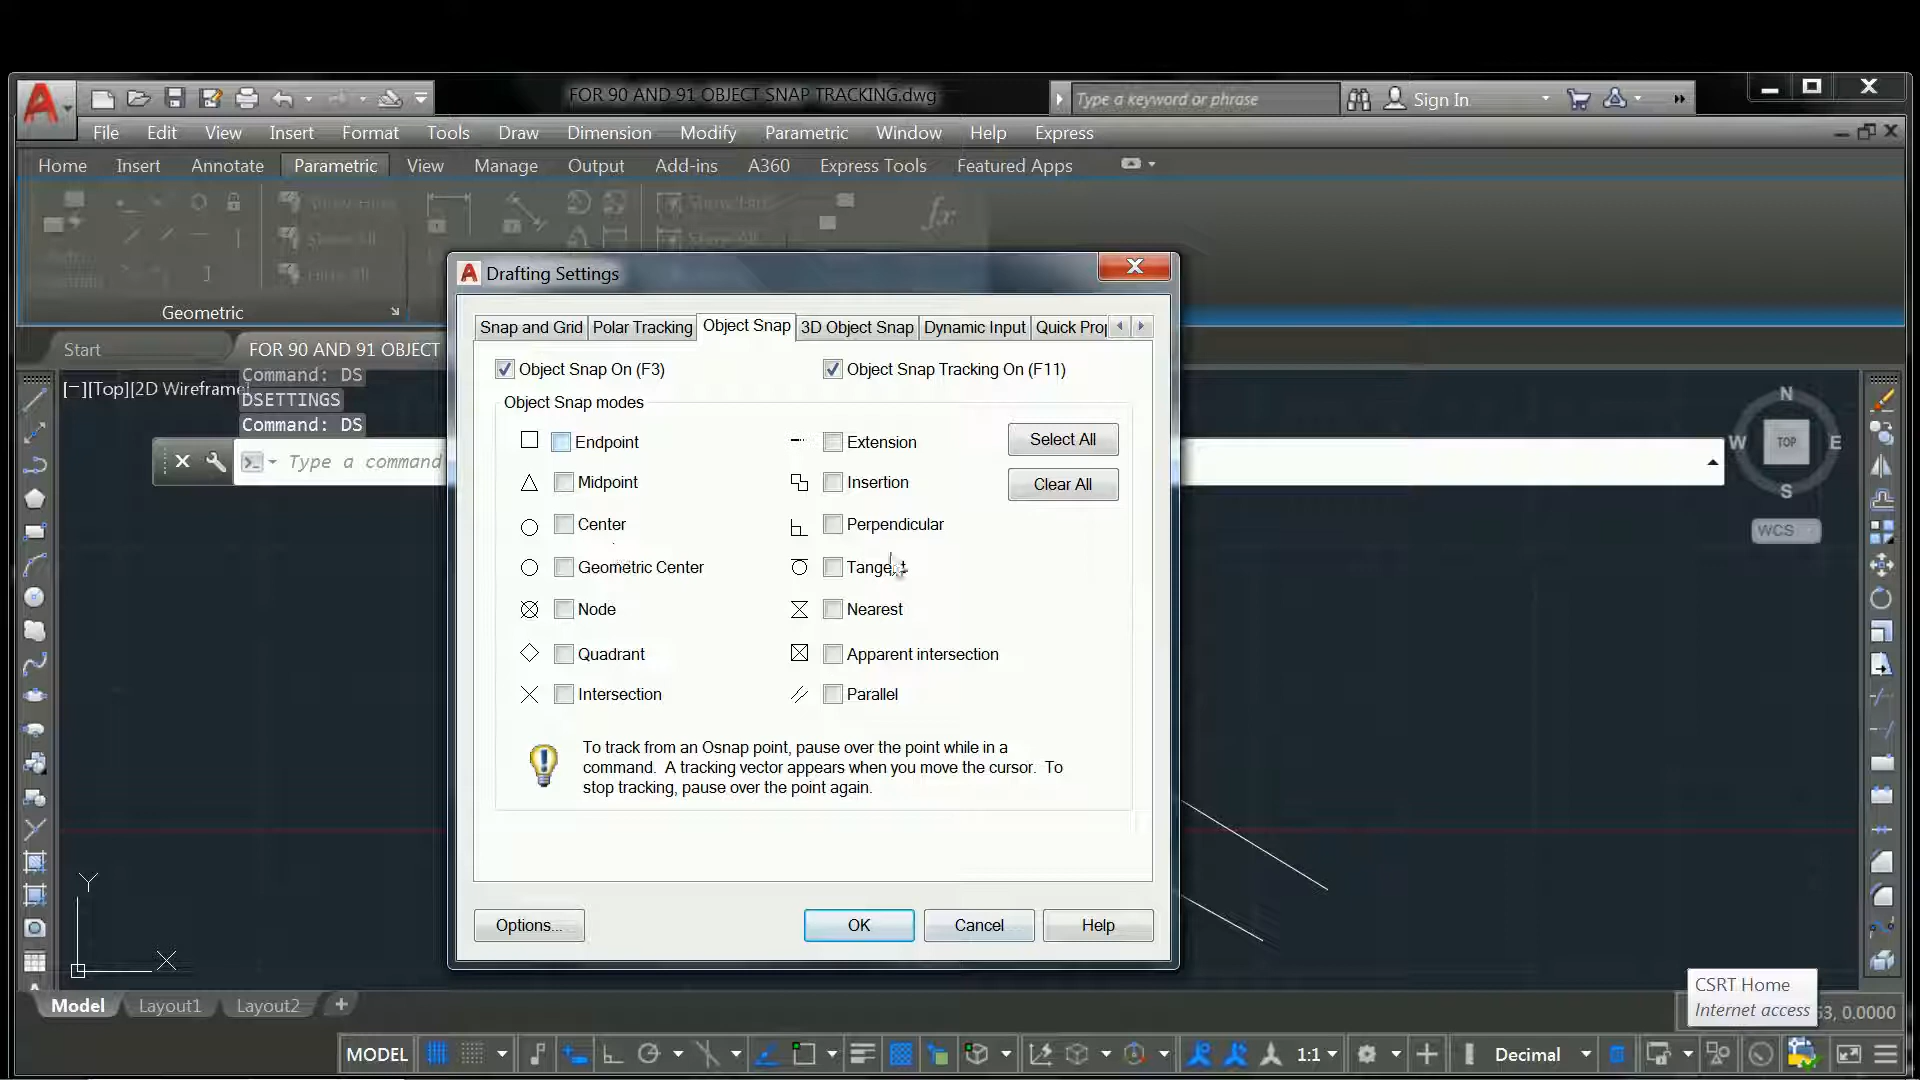 FOR 90 AND 91 OBJECT SNAP TRACKING.dwg
Type a keyword or phrase
Sign In
File Edit View Insert Format Tools Draw Dimension Modify Parametric Window Help Express
Home Insert Annotate Parametric View Manage Output Add-ins A360 Express Tools Featured Apps
Geometric
Start
FOR 90 AND 91 OBJECT
[−][Top][2D Wireframe
Command: DS
DSETTINGS
Command: DS
Type a command
Drafting Settings
Snap and Grid Polar Tracking Object Snap 3D Object Snap Dynamic Input Quick Prop
Object Snap On (F3)
Object Snap Tracking On (F11)
Object Snap modes
Endpoint Extension Select All
Midpoint Insertion Clear All
Center Perpendicular
Geometric Center Tangent
Node Nearest
Quadrant Apparent intersection
Intersection Parallel
To track from an Osnap point, pause over the point while in a
command. A tracking vector appears when you move the cursor. To
stop tracking, pause over the point again.
Options... OK Cancel Help
N
W TOP E
S
WCS
Y
X
CSRT Home
Internet access
53, 0.0000
Model Layout1 Layout2 +
MODEL 1:1 Decimal